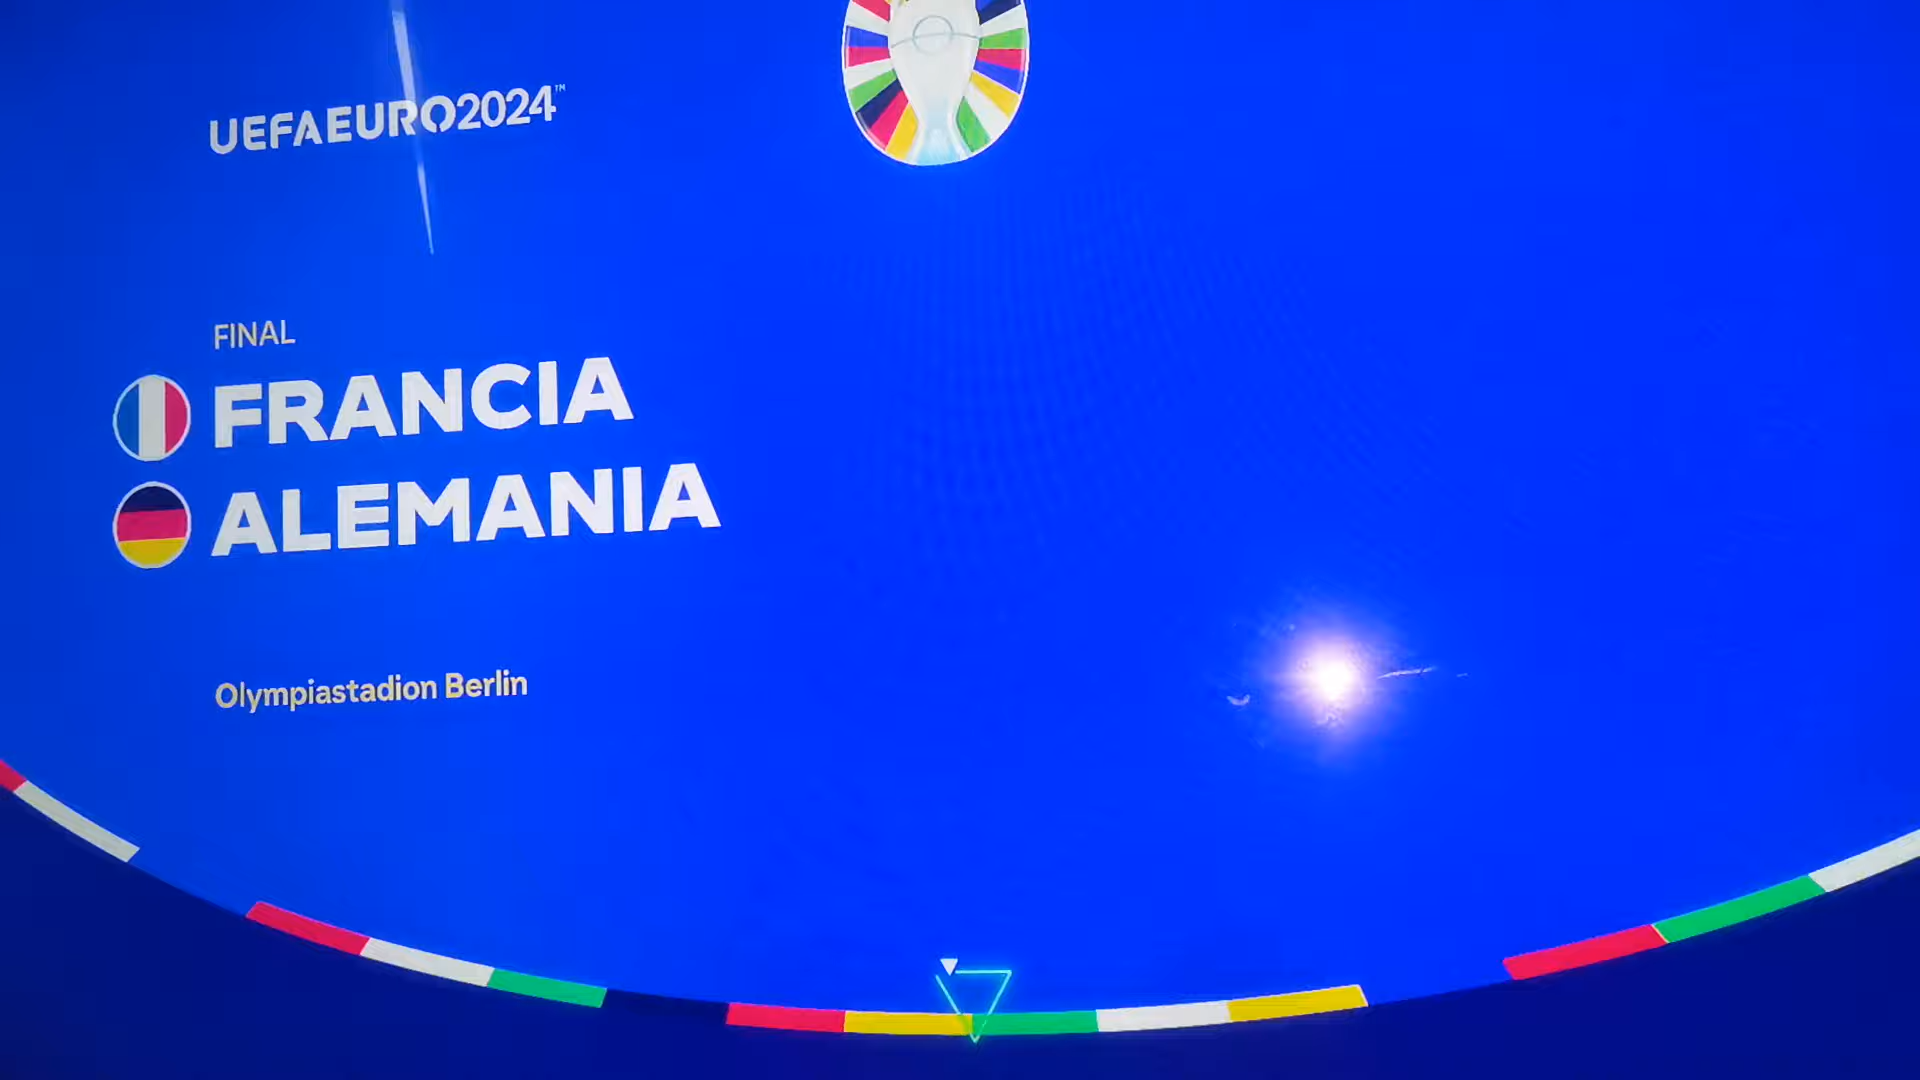 UEFAEURO2024™
FINAL
FRANCIA
ALEMANIA
Olympiastadion Berlin